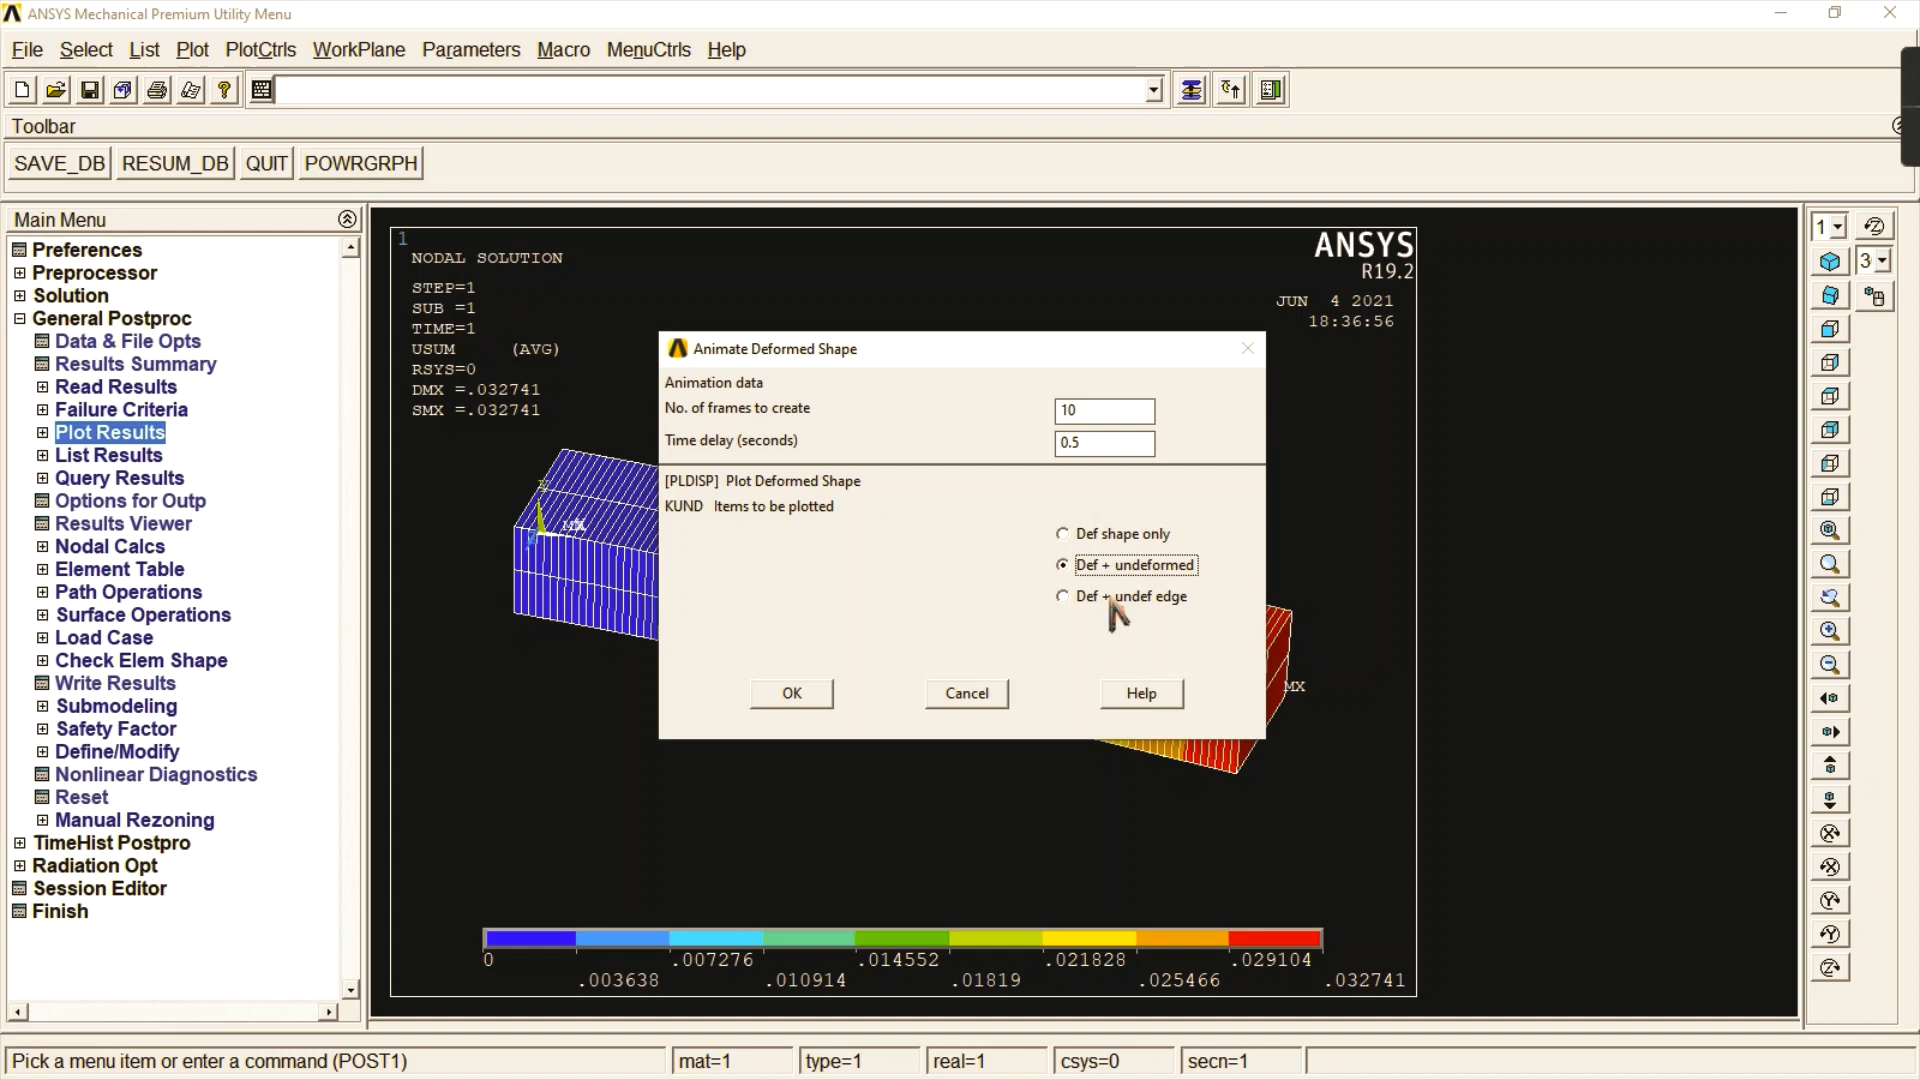 ANSYS Mechanical Premium Utility Menu
File Select List Plot PlotCtrls WorkPlane Parameters Macro MenuCtrls Help
Toolbar
SAVE_DB RESUM_DB QUIT POWRGRPH
Main Menu
Preferences
Preprocessor
Solution
General Postproc
Data & File Opts
Results Summary
Read Results
Failure Criteria
Plot Results
List Results
Query Results
Options for Outp
Results Viewer
Nodal Calcs
Element Table
Path Operations
Surface Operations
Load Case
Check Elem Shape
Write Results
Submodeling
Safety Factor
Define/Modify
Nonlinear Diagnostics
Reset
Manual Rezoning
TimeHist Postpro
Radiation Opt
Session Editor
Finish
1
NODAL SOLUTION
STEP=1
SUB =1
TIME=1
USUM (AVG)
RSYS=0
DMX =.032741
SMX =.032741
ANSYS
R19.2
JUN 4 2021
18:36:56
Y
MX
Animate Deformed Shape
Animation data
No. of frames to create 10
Time delay (seconds) 0.5
[PLDISP] Plot Deformed Shape
KUND Items to be plotted
Def shape only
Def + undeformed
Def + undef edge
OK Cancel Help
0 .007276 .014552 .021828 .029104
.003638 .010914 .01819 .025466 .032741
1
3
Pick a menu item or enter a command (POST1) mat=1 type=1 real=1 csys=0 secn=1